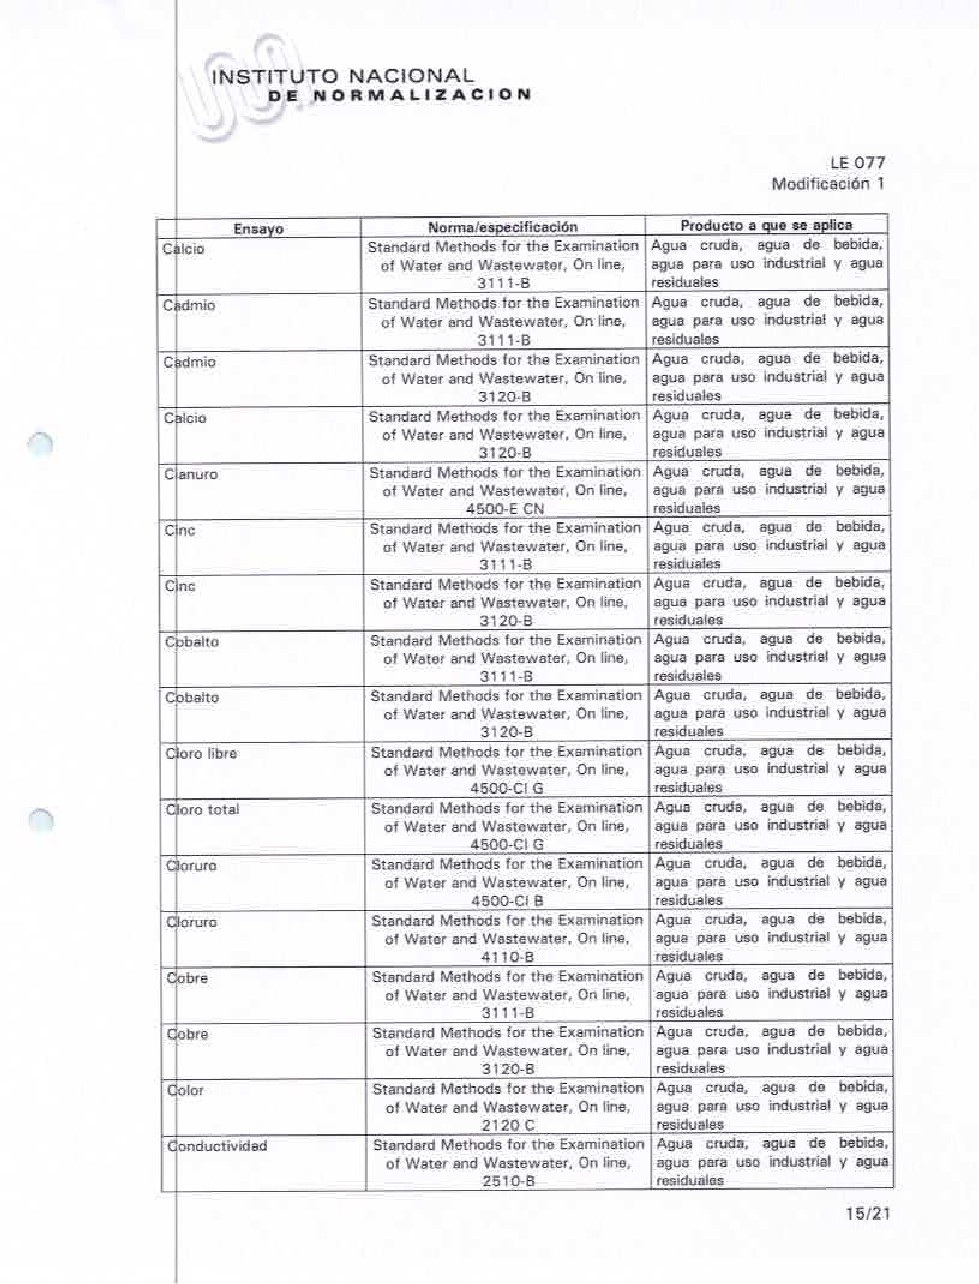 INSTITUTO NACIONAL
DE NORMALIZACION
LE 077
Modificación 1
Ensayo Norma/especificación Producto a que se aplica
Calcio Standard Methods for the Examination of Water and Wastewater, On line, 3111-B Agua cruda, agua de bebida, agua para uso industrial y agua residuales
Cadmio Standard Methods for the Examination of Water and Wastewater, On line, 3111-B Agua cruda, agua de bebida, agua para uso industrial y agua residuales
Cadmio Standard Methods for the Examination of Water and Wastewater, On line, 3120-B Agua cruda, agua de bebida, agua para uso industrial y agua residuales
Calcio Standard Methods for the Examination of Water and Wastewater, On line, 3120-B Agua cruda, agua de bebida, agua para uso industrial y agua residuales
Cianuro Standard Methods for the Examination of Water and Wastewater, On line, 4500-E CN Agua cruda, agua de bebida, agua para uso industrial y agua residuales
Cinc Standard Methods for the Examination of Water and Wastewater, On line, 3111-B Agua cruda, agua de bebida, agua para uso industrial y agua residuales
Cinc Standard Methods for the Examination of Water and Wastewater, On line, 3120-B Agua cruda, agua de bebida, agua para uso industrial y agua residuales
Cobalto Standard Methods for the Examination of Water and Wastewater, On line, 3111-B Agua cruda, agua de bebida, agua para uso industrial y agua residuales
Cobalto Standard Methods for the Examination of Water and Wastewater, On line, 3120-B Agua cruda, agua de bebida, agua para uso industrial y agua residuales
Cloro libre Standard Methods for the Examination of Water and Wastewater, On line, 4500-Cl G Agua cruda, agua de bebida, agua para uso industrial y agua residuales
Cloro total Standard Methods for the Examination of Water and Wastewater, On line, 4500-Cl G Agua cruda, agua de bebida, agua para uso industrial y agua residuales
Cloruro Standard Methods for the Examination of Water and Wastewater, On line, 4500-Cl B Agua cruda, agua de bebida, agua para uso industrial y agua residuales
Cloruro Standard Methods for the Examination of Water and Wastewater, On line, 4110-B Agua cruda, agua de bebida, agua para uso industrial y agua residuales
Cobre Standard Methods for the Examination of Water and Wastewater, On line, 3111-B Agua cruda, agua de bebida, agua para uso industrial y agua residuales
Cobre Standard Methods for the Examination of Water and Wastewater, On line, 3120-B Agua cruda, agua de bebida, agua para uso industrial y agua residuales
Color Standard Methods for the Examination of Water and Wastewater, On line, 2120 C Agua cruda, agua de bebida, agua para uso industrial y agua residuales
Conductividad Standard Methods for the Examination of Water and Wastewater, On line, 2510-B Agua cruda, agua de bebida, agua para uso industrial y agua residuales
15/21